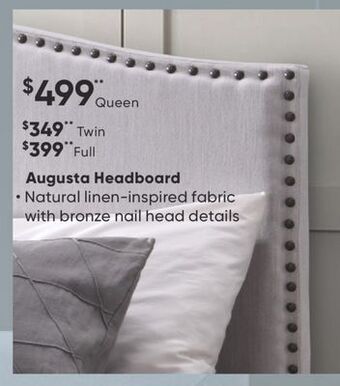 $499** Queen
$349** Twin
$399** Full
Augusta Headboard
• Natural linen-inspired fabric
with bronze nail head details